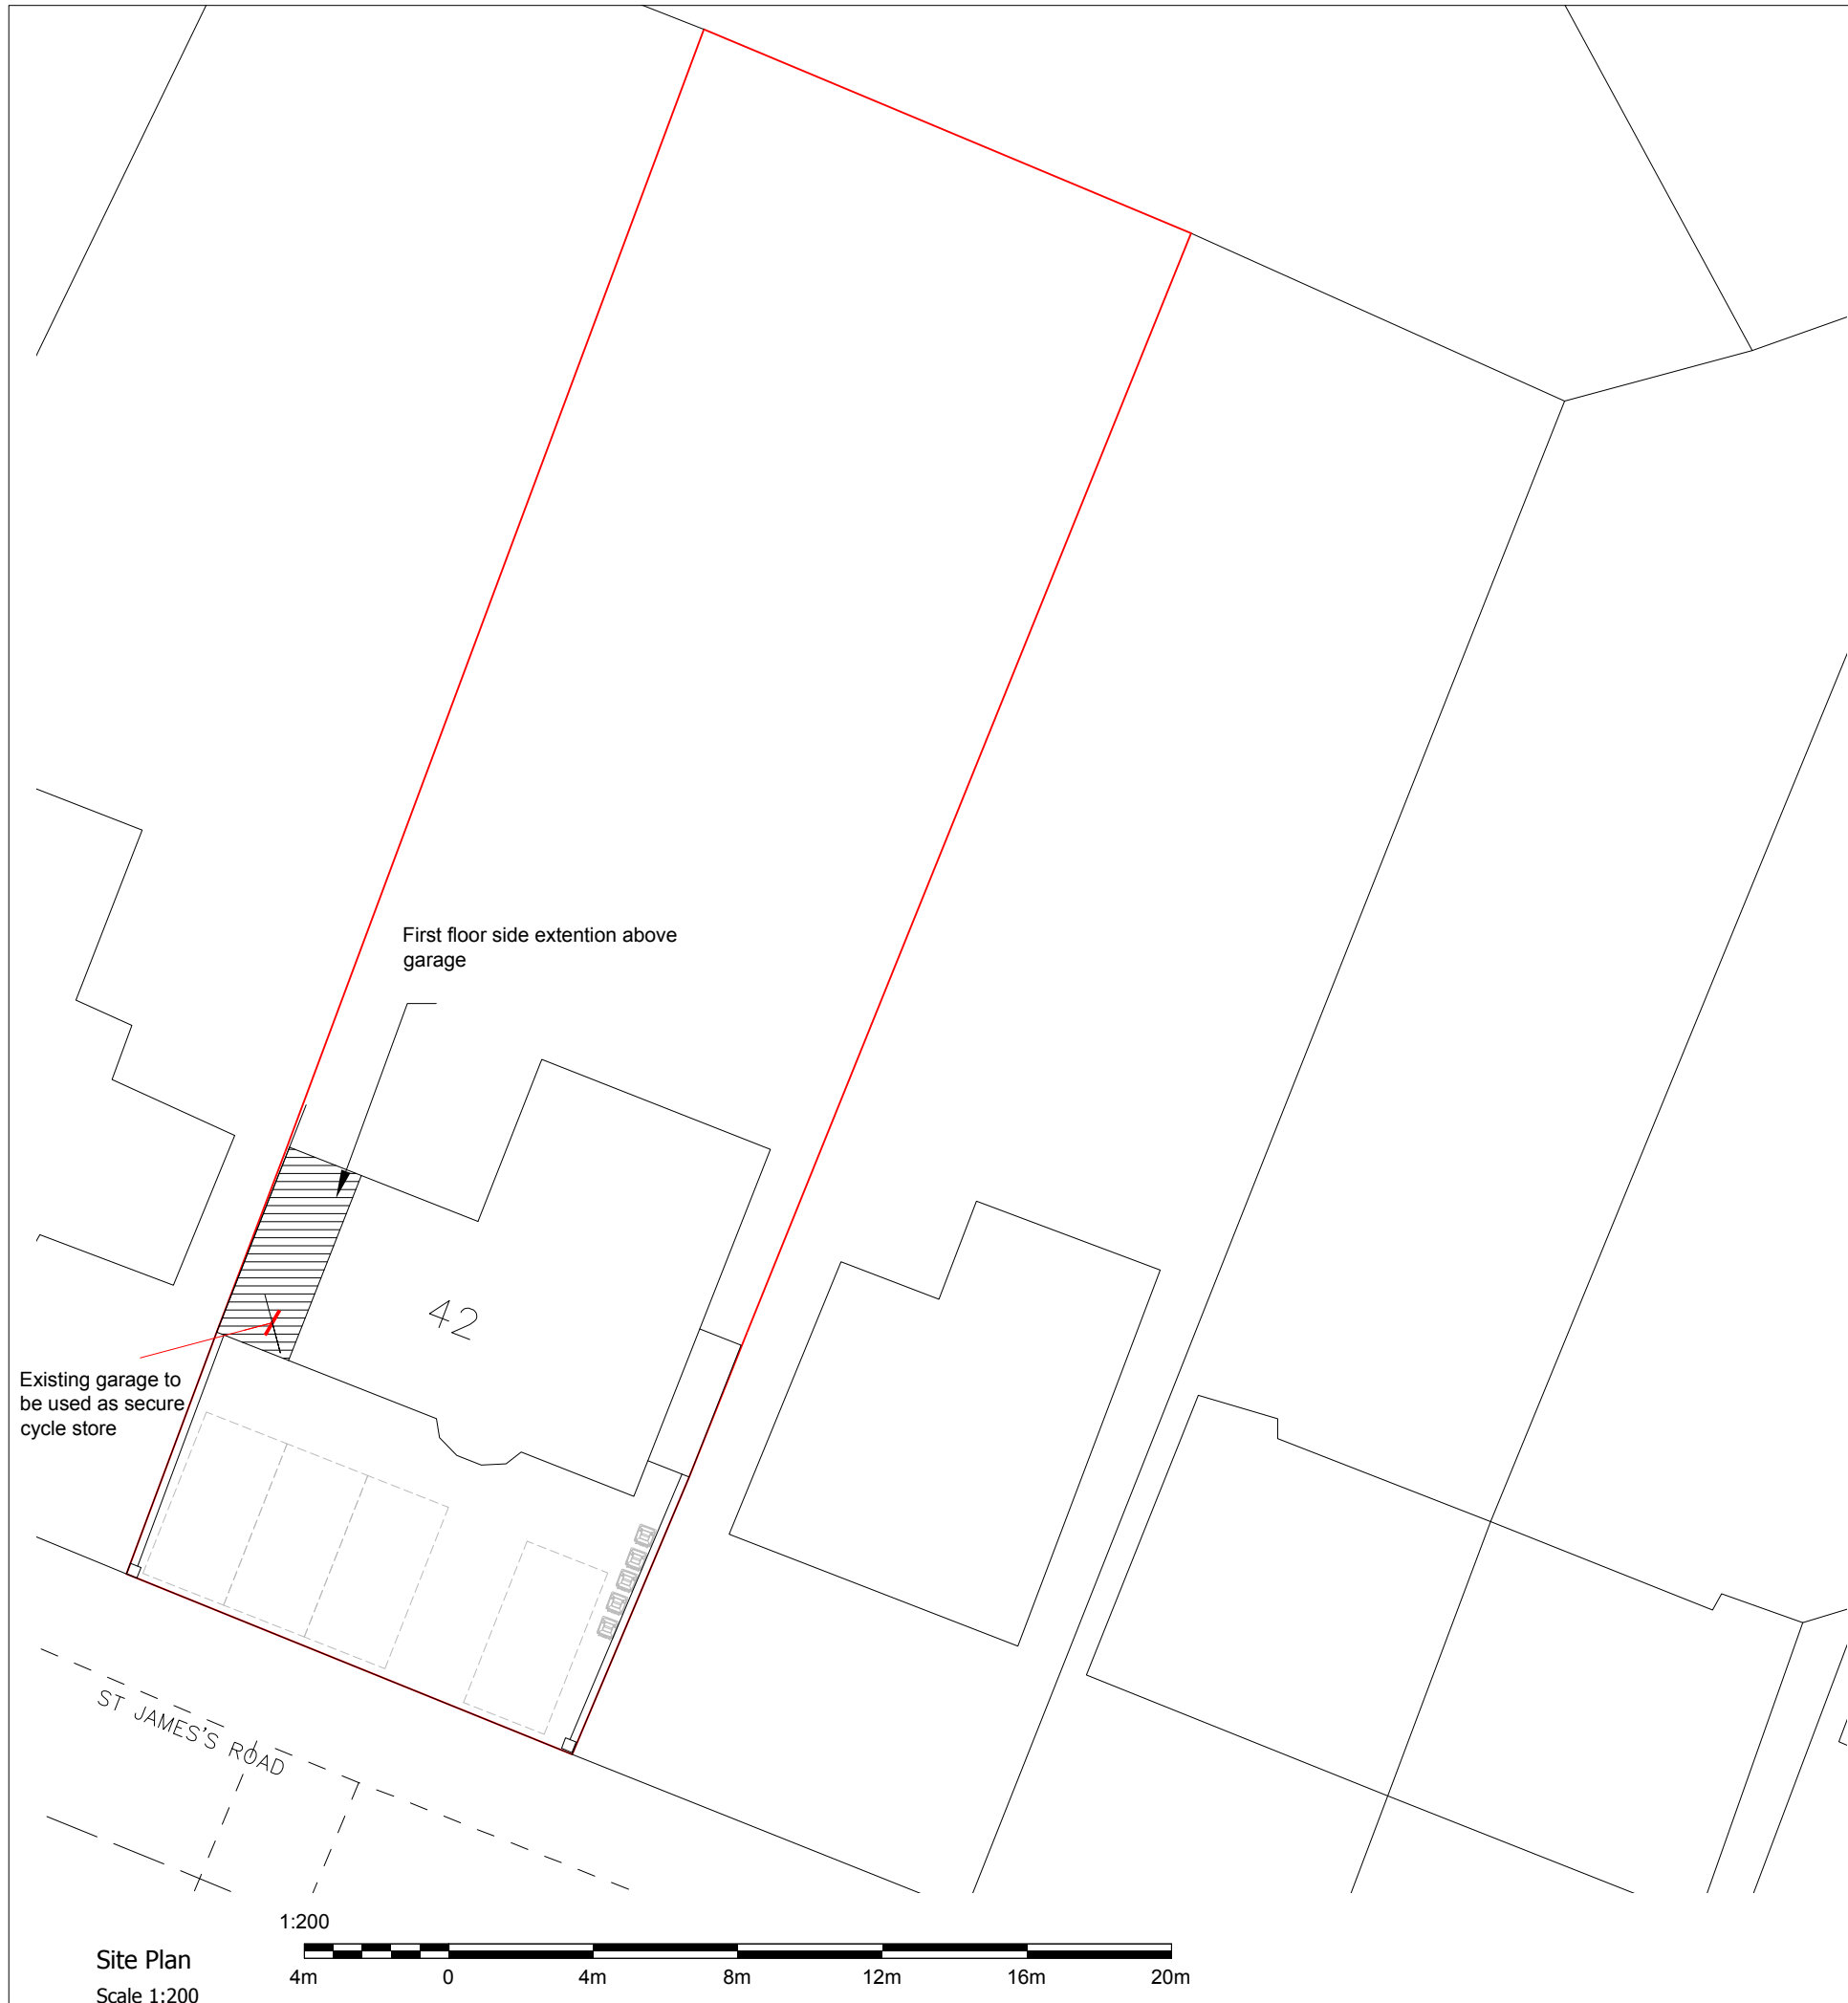 First floor side extention above
garage
42
Existing garage to
be used as secure
cycle store
ST JAMES'S ROAD
1:200
Site Plan
4m 0 4m 8m 12m 16m 20m
Scale 1:200